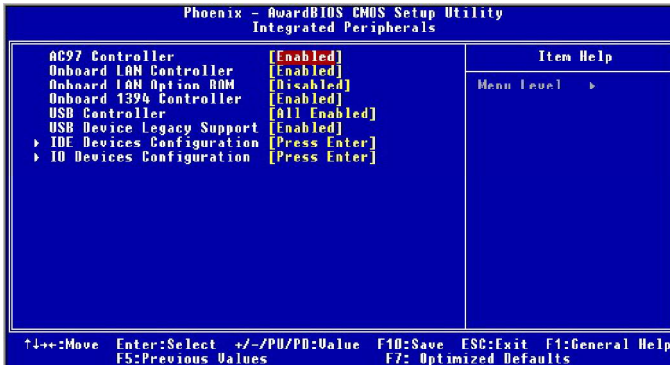 Phoenix - AwardBIOS CMOS Setup Utility
Integrated Peripherals
AC97 Controller [Enabled]
Onboard LAN Controller [Enabled]
Onboard LAN Option ROM [Disabled]
Onboard 1394 Controller [Enabled]
USB Controller [All Enabled]
USB Device Legacy Support [Enabled]
▸ IDE Devices Configuration [Press Enter]
▸ IO Devices Configuration [Press Enter]
Item Help
Menu Level ▸
↑↓→←:Move Enter:Select +/-/PU/PD:Value F10:Save ESC:Exit F1:General Help
F5:Previous Values F7: Optimized Defaults